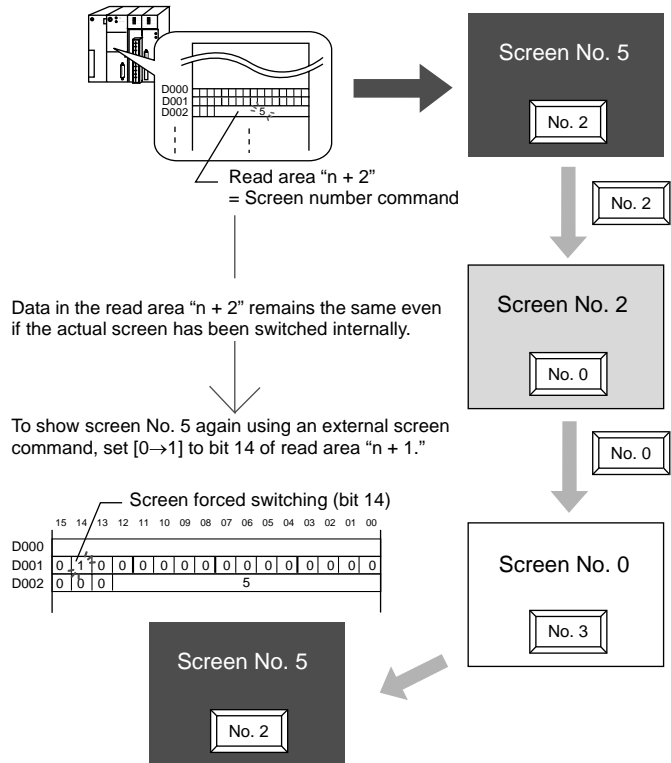 D000
D001
D002
5
Read area “n + 2”
= Screen number command
Screen No. 5
No. 2
No. 2
Data in the read area “n + 2” remains the same even
if the actual screen has been switched internally.
Screen No. 2
No. 0
To show screen No. 5 again using an external screen
command, set [0→1] to bit 14 of read area “n + 1.”
No. 0
Screen forced switching (bit 14)
15 14 13 12 11 10 09 08 07 06 05 04 03 02 01 00
D000
D001 0 1 0 0 0 0 0 0 0 0 0 0 0 0 0 0
D002 0 0 0 5
Screen No. 0
No. 3
Screen No. 5
No. 2